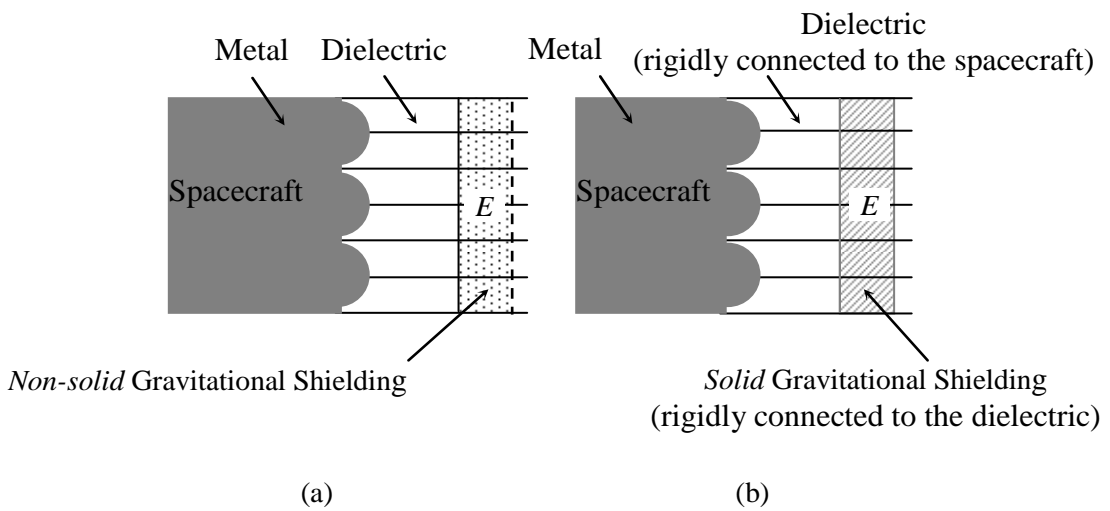 Metal Dielectric
Spacecraft
E
Non-solid Gravitational Shielding
(a)
Dielectric
Metal (rigidly connected to the spacecraft)
Spacecraft
E
Solid Gravitational Shielding
(rigidly connected to the dielectric)
(b)